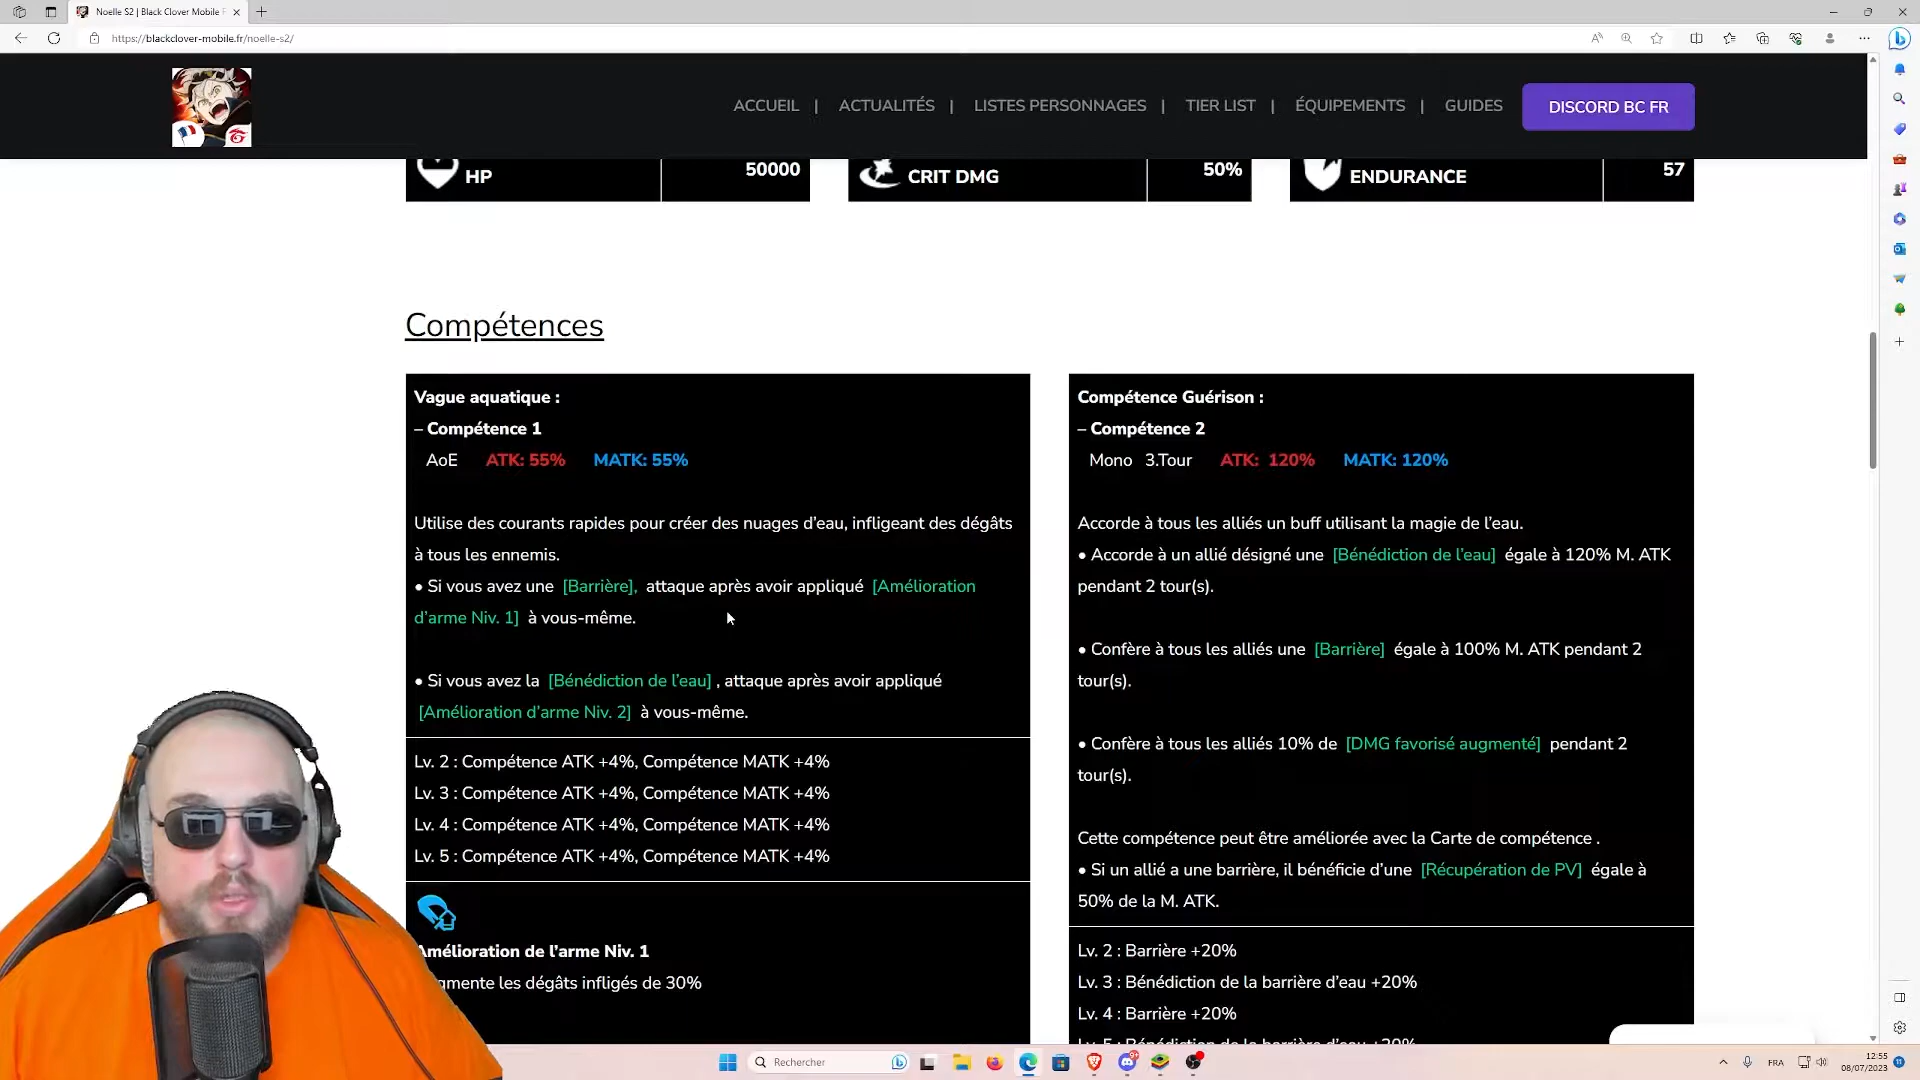 Noelle S2 | Black Clover Mobile F
https://blackclover-mobile.fr/noelle-s2/
ACCUEIL | ACTUALITÉS | LISTES PERSONNAGES | TIER LIST | ÉQUIPEMENTS | GUIDES
DISCORD BC FR
HP 50000
CRIT DMG 50%
ENDURANCE 57
Compétences
Vague aquatique :
– Compétence 1
AoE ATK: 55% MATK: 55%
Utilise des courants rapides pour créer des nuages d’eau, infligeant des dégâts
à tous les ennemis.
• Si vous avez une [Barrière], attaque après avoir appliqué [Amélioration
d’arme Niv. 1] à vous-même.
• Si vous avez la [Bénédiction de l’eau] , attaque après avoir appliqué
[Amélioration d’arme Niv. 2] à vous-même.
Lv. 2 : Compétence ATK +4%, Compétence MATK +4%
Lv. 3 : Compétence ATK +4%, Compétence MATK +4%
Lv. 4 : Compétence ATK +4%, Compétence MATK +4%
Lv. 5 : Compétence ATK +4%, Compétence MATK +4%
Amélioration de l’arme Niv. 1
gmente les dégâts infligés de 30%
Compétence Guérison :
– Compétence 2
Mono 3.Tour ATK: 120% MATK: 120%
Accorde à tous les alliés un buff utilisant la magie de l’eau.
• Accorde à un allié désigné une [Bénédiction de l’eau] égale à 120% M. ATK
pendant 2 tour(s).
• Confère à tous les alliés une [Barrière] égale à 100% M. ATK pendant 2
tour(s).
• Confère à tous les alliés 10% de [DMG favorisé augmenté] pendant 2
tour(s).
Cette compétence peut être améliorée avec la Carte de compétence .
• Si un allié a une barrière, il bénéficie d’une [Récupération de PV] égale à
50% de la M. ATK.
Lv. 2 : Barrière +20%
Lv. 3 : Bénédiction de la barrière d’eau +20%
Lv. 4 : Barrière +20%
Lv. 5 : Bénédiction de la barrière d’eau +20%
Rechercher
FRA
12:55
08/07/2023